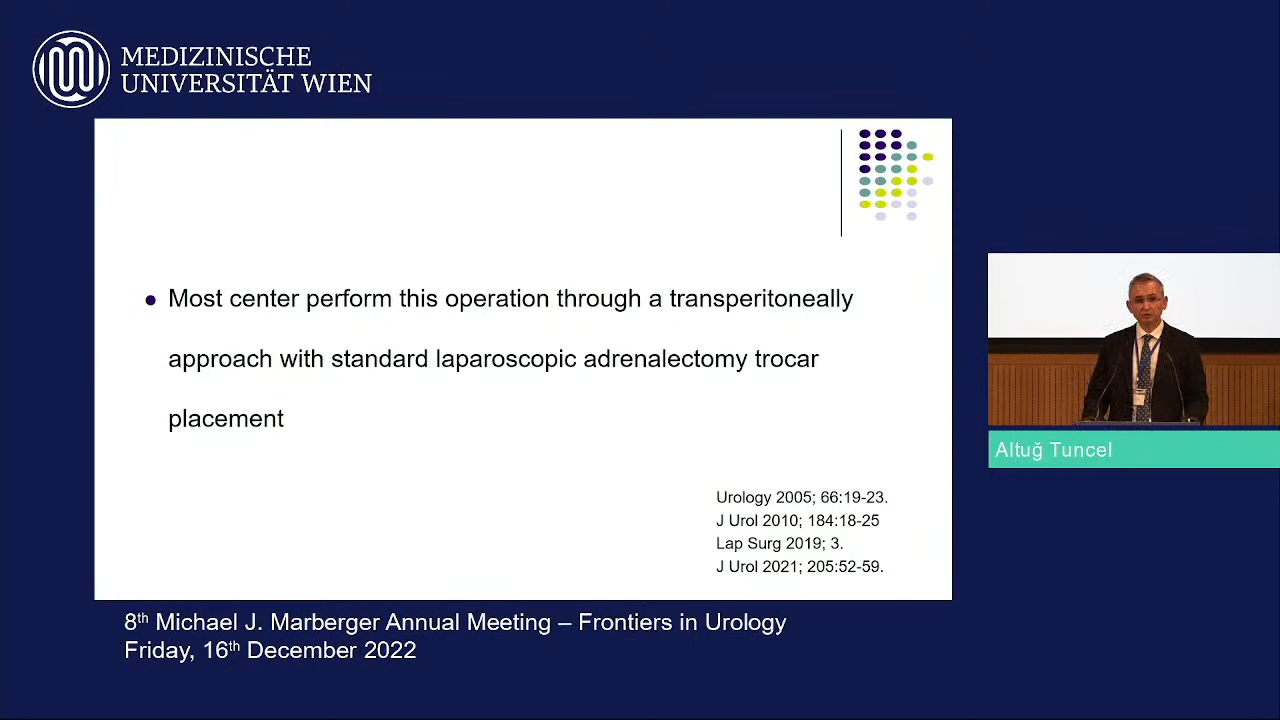 MEDIZINISCHE
UNIVERSITÄT WIEN
● Most center perform this operation through a transperitoneally
approach with standard laparoscopic adrenalectomy trocar
placement
Urology 2005; 66:19-23.
J Urol 2010; 184:18-25
Lap Surg 2019; 3.
J Urol 2021; 205:52-59.
Altuğ Tuncel
8th Michael J. Marberger Annual Meeting – Frontiers in Urology
Friday, 16th December 2022